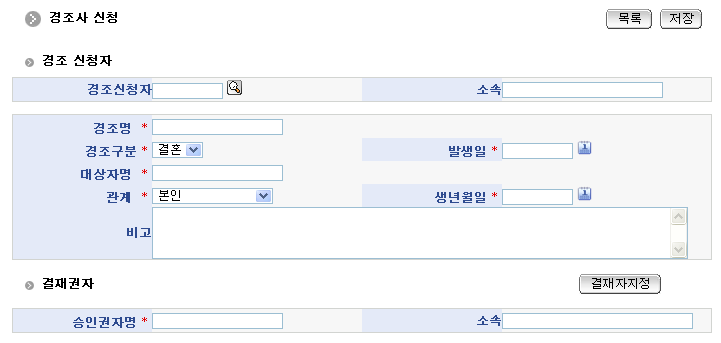 경조사 신청 목록 저장
경조 신청자
경조신청자 소속
경조명 *
경조구분 * 결혼 발생일 *
대상자명 *
관계 * 본인 생년월일 *
비고
결재권자 결재자지정
승인권자명 * 소속